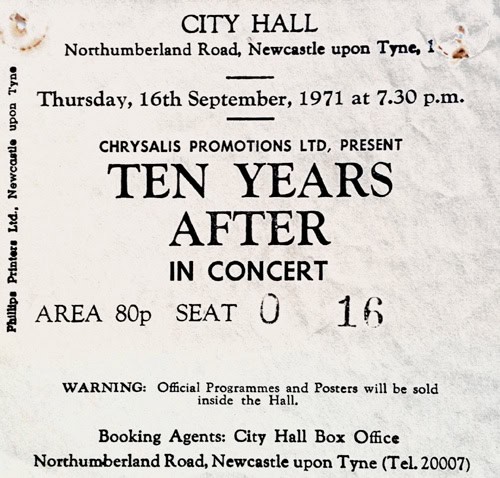 CITY HALL
Northumberland Road, Newcastle upon Tyne, 1
Thursday, 16th September, 1971 at 7.30 p.m.
CHRYSALIS PROMOTIONS LTD, PRESENT
TEN YEARS
AFTER
IN CONCERT
AREA 80p SEAT O 16
WARNING: Official Programmes and Posters will be sold
inside the Hall.
Booking Agents: City Hall Box Office
Northumberland Road, Newcastle upon Tyne (Tel. 20007)
Phillips Printers Ltd., Newcastle upon Tyne